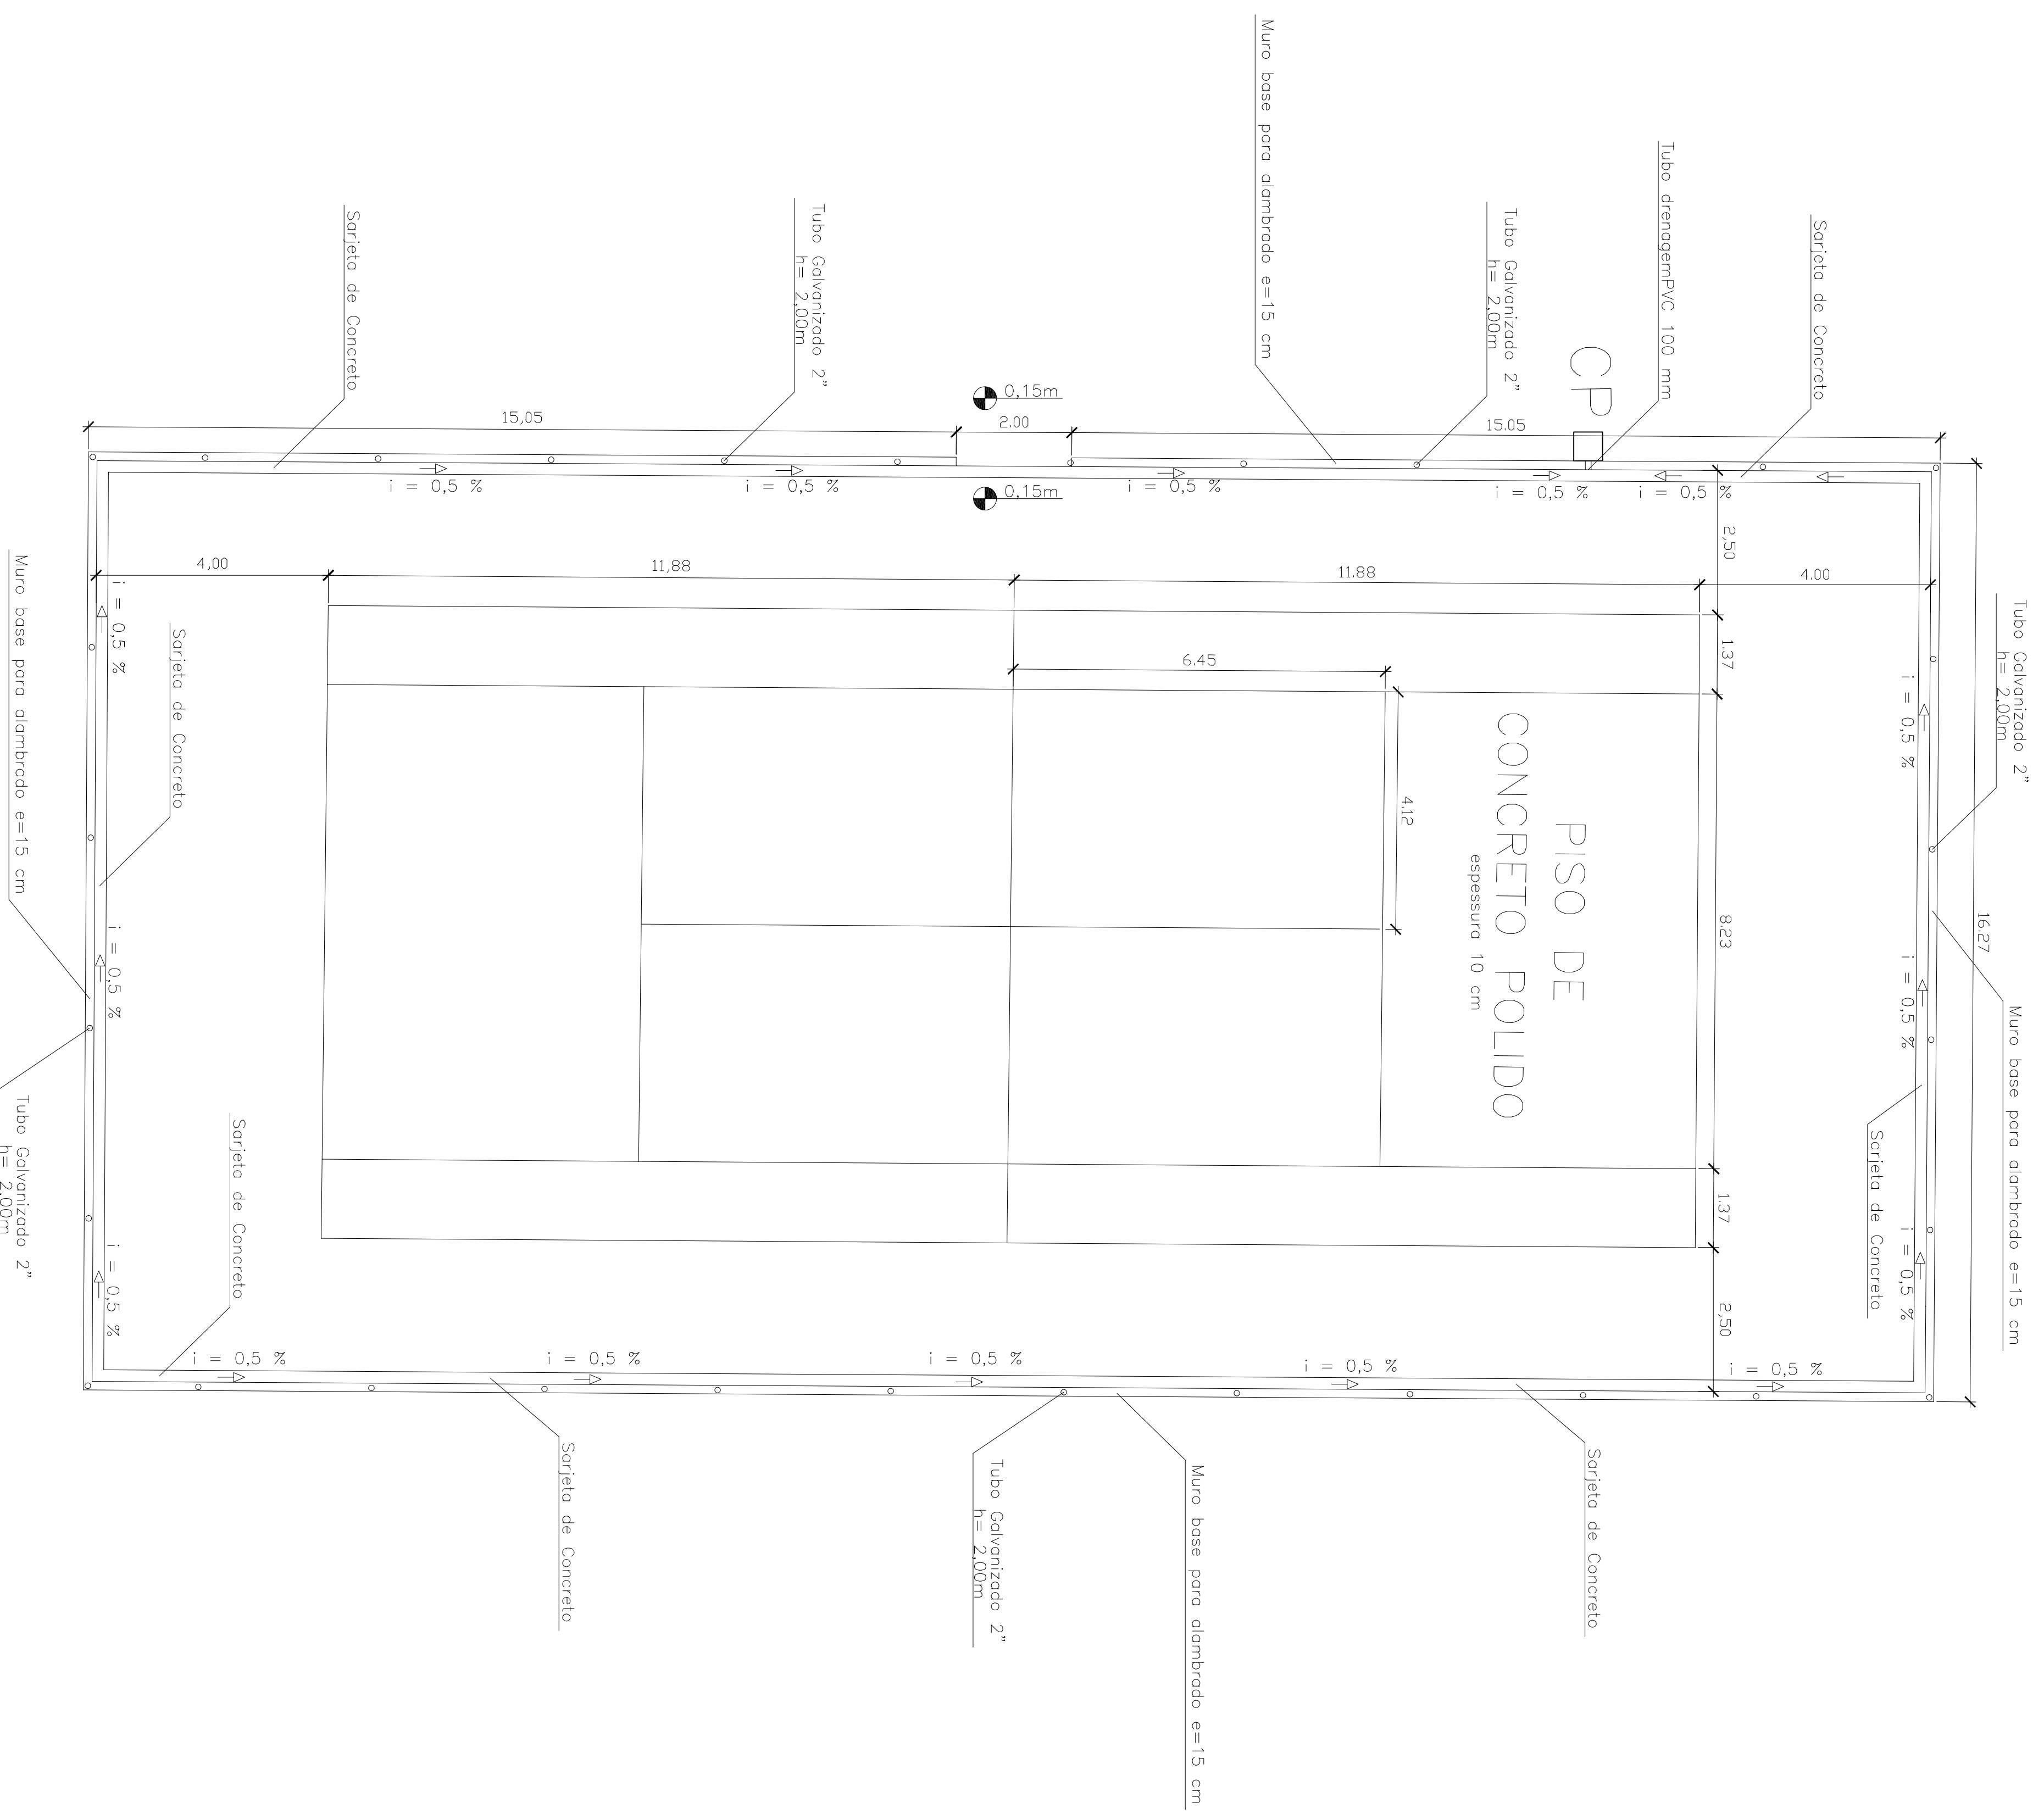 Muro base para alambrado e=15 cm
Tubo drenagemPVC 100 mm
Sarjeta de Concreto
Tubo Galvanizado 2"
h= 2,00m
Tubo Galvanizado 2"
h= 2,00m
Sarjeta de Concreto
CP
0,15m
15,05
2.00
15.05
i = 0,5 %
i = 0,5 %
0,15m
i = 0,5 %
i = 0,5 %
i = 0,5 %
2,50
4,00
11,88
11.88
4.00
Muro base para alambrado e=15 cm
i = 0,5 %
Sarjeta de Concreto
6.45
1.37
i = 0,5 %
Tubo Galvanizado 2"
h= 2,00m
4.12
PISO DE
CONCRETO POLIDO
espessura 10 cm
8.23
16.27
i = 0,5 %
i = 0,5 %
Muro base para alambrado e=15 cm
Sarjeta de Concreto
Tubo Galvanizado 2"
h= 2,00m
Sarjeta de Concreto
1.37
i = 0,5 %
i = 0,5 %
2,50
i = 0,5 %
i = 0,5 %
i = 0,5 %
i = 0,5 %
i = 0,5 %
Sarjeta de Concreto
Tubo Galvanizado 2"
h= 2,00m
Muro base para alambrado e=15 cm
Sarjeta de Concreto